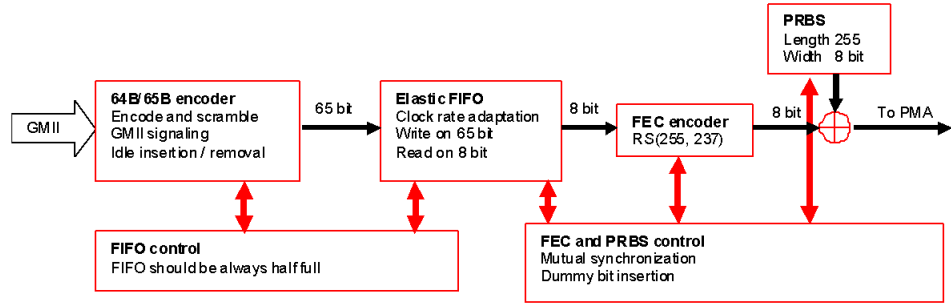 PRBS
Length 255
Width 8 bit
GMII
64B/65B encoder
Encode and scramble
GMII signaling
Idle insertion / removal
65 bit
Elastic FIFO
Clock rate adaptation
Write on 65 bit
Read on 8 bit
8 bit
FEC encoder
RS(255, 237)
8 bit
To PMA
FIFO control
FIFO should be always half full
FEC and PRBS control
Mutual synchronization
Dummy bit insertion